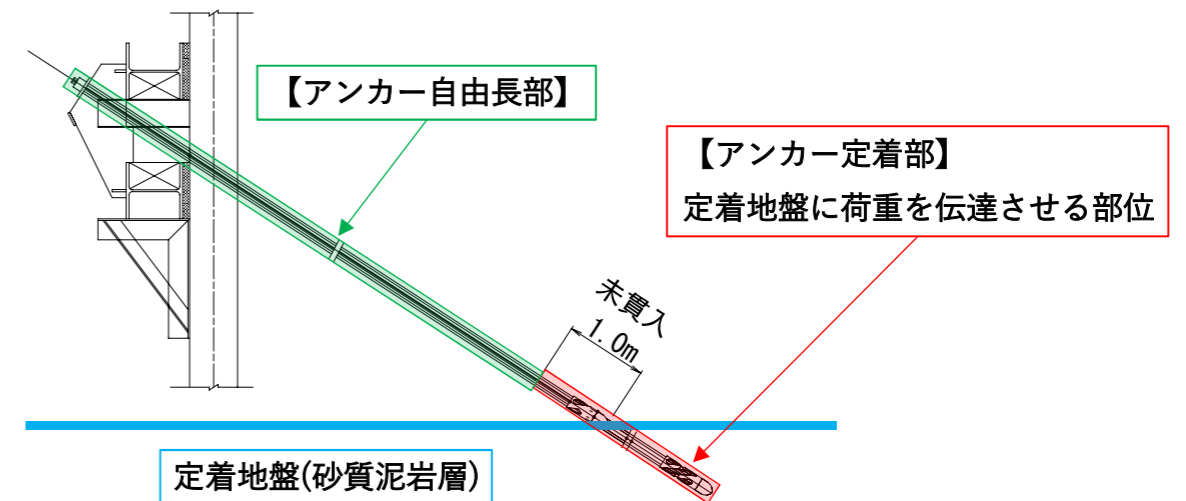 【アンカー自由長部】
【アンカー定着部】
定着地盤に荷重を伝達させる部位
未貫入
1.0m
定着地盤(砂質泥岩層)